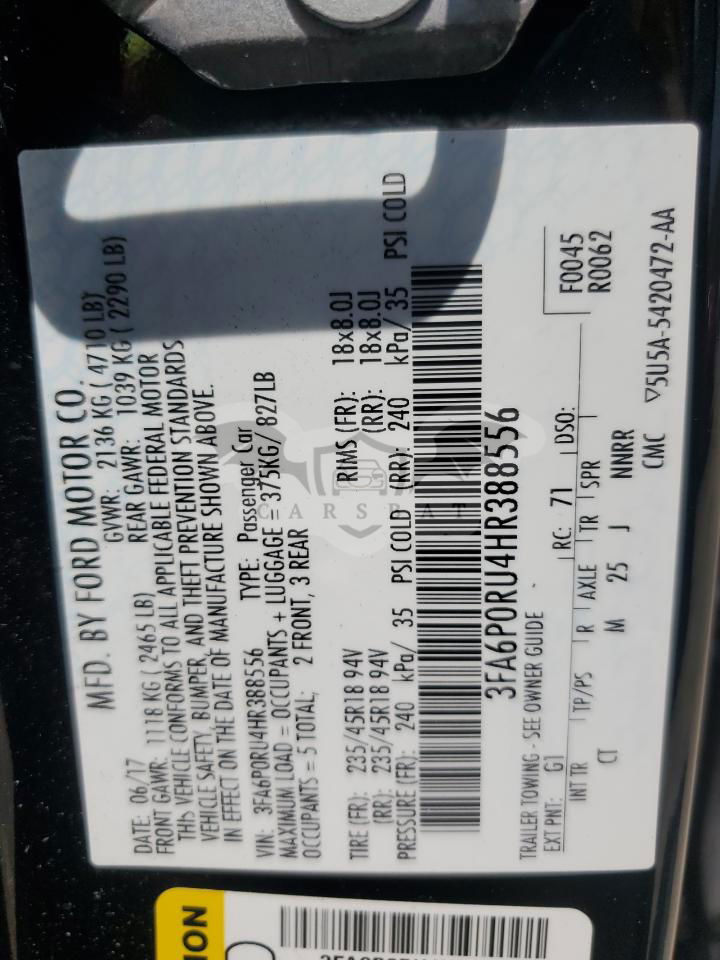 MFD. BY FORD MOTOR CO.
DATE: 06/17 GVWR: 2136 KG ( 4710 LB)
FRONT GAWR: 1118 KG ( 2465 LB) REAR GAWR: 1039 KG ( 2290 LB)
THIS VEHICLE CONFORMS TO ALL APPLICABLE FEDERAL MOTOR
VEHICLE SAFETY, BUMPER, AND THEFT PREVENTION STANDARDS
IN EFFECT ON THE DATE OF MANUFACTURE SHOWN ABOVE.
VIN: 3FA6P0RU4HR388556 TYPE: Passenger Car
MAXIMUM LOAD = OCCUPANTS + LUGGAGE = 375KG/ 827LB
OCCUPANTS = 5 TOTAL; 2 FRONT, 3 REAR
TIRE (FR): 235/45R18 94V RIMS (FR): 18x8.0J
(RR): 235/45R18 94V (RR): 18x8.0J
PRESSURE (FR): 240 kPa/ 35 PSI COLD (RR): 240 kPa/ 35 PSI COLD
3FA6P0RU4HR388556
TRAILER TOWING - SEE OWNER GUIDE
EXT PNT: G1 RC: 71 DSO: F0045
R0062
INT TR TP/PS R AXLE TR SPR
CT M 25 J NNRR
CMC ▽5U5A-5420472-AA
CARSBAT